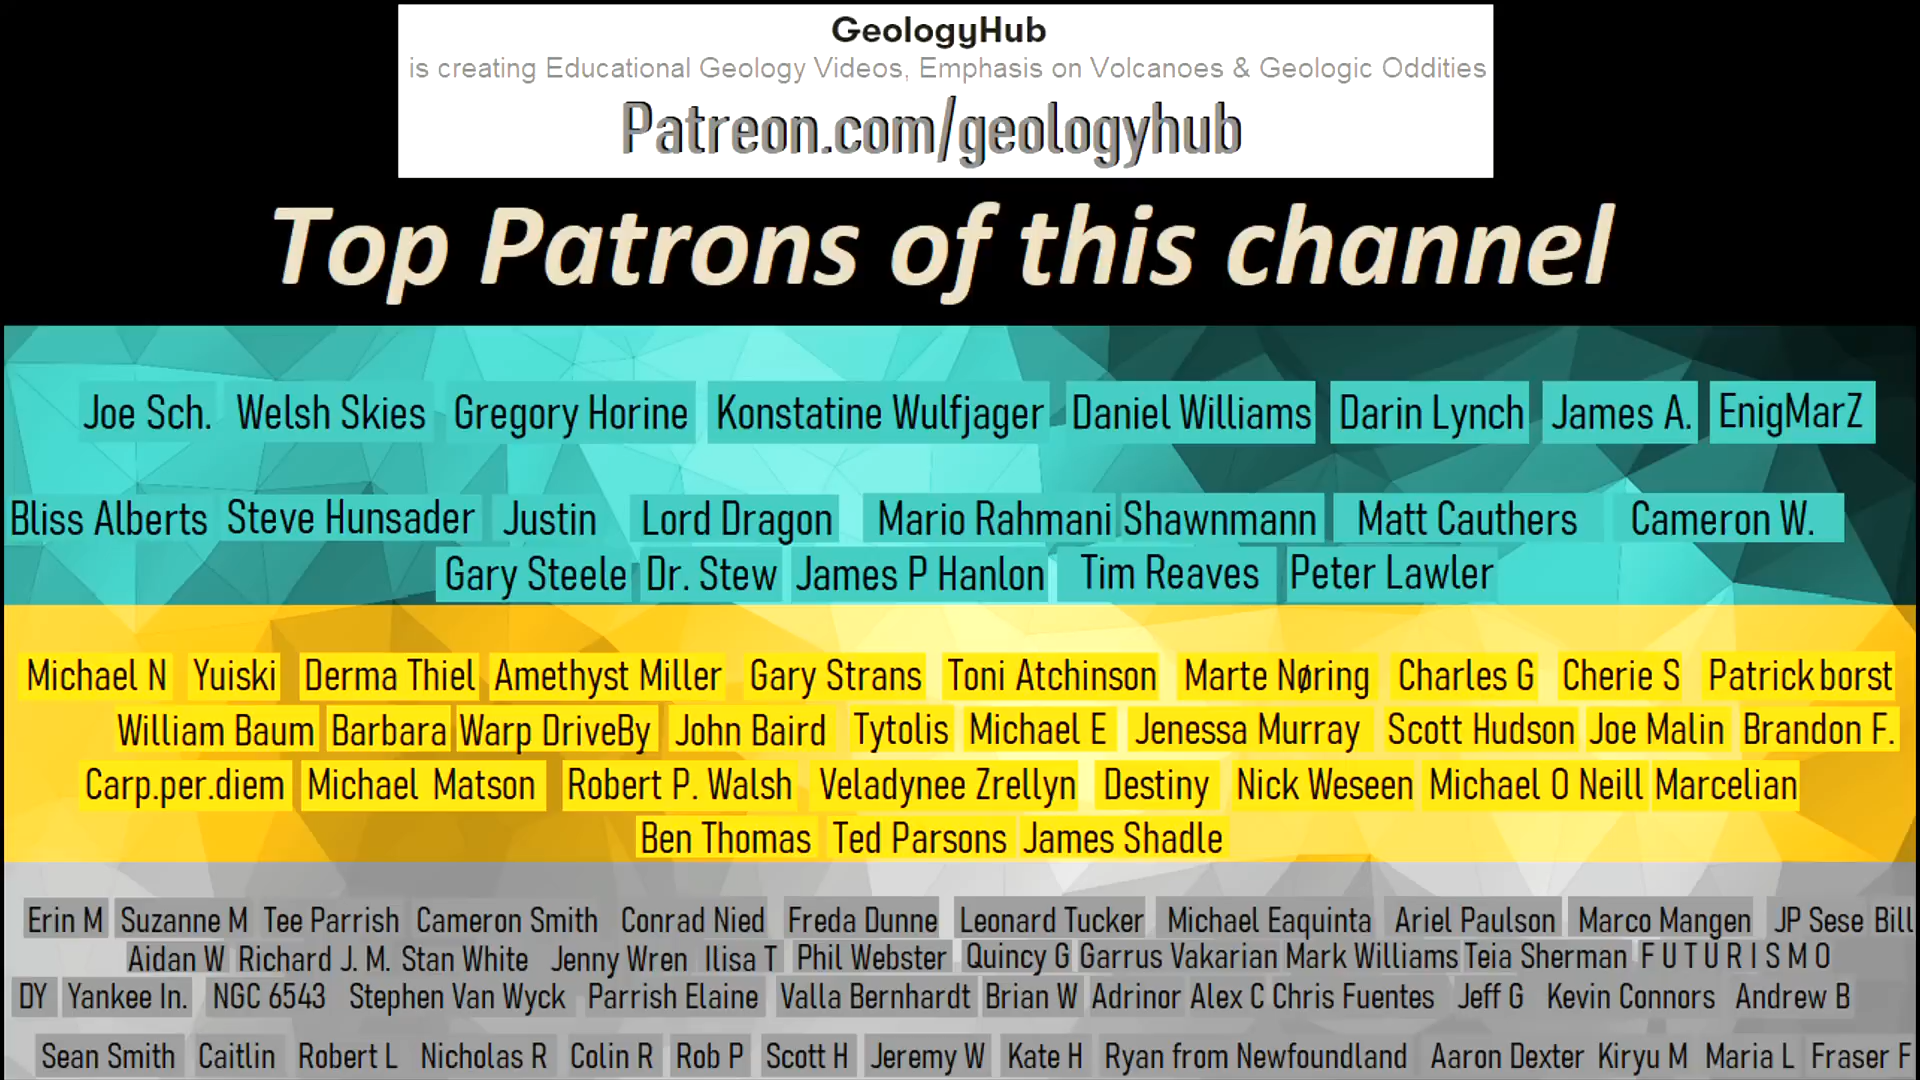 GeologyHub
is creating Educational Geology Videos, Emphasis on Volcanoes & Geologic Oddities
Patreon.com/geologyhub
Top Patrons of this channel
Joe Sch. Welsh Skies Gregory Horine Konstatine Wulfjager Daniel Williams Darin Lynch James A. EnigMarZ
Bliss Alberts Steve Hunsader Justin Lord Dragon Mario Rahmani Shawnmann Matt Cauthers Cameron W.
Gary Steele Dr. Stew James P Hanlon Tim Reaves Peter Lawler
Michael N Yuiski Derma Thiel Amethyst Miller Gary Strans Toni Atchinson Marte Nøring Charles G Cherie S Patrick borst
William Baum Barbara Warp DriveBy John Baird Tytolis Michael E Jenessa Murray Scott Hudson Joe Malin Brandon F.
Carp.per.diem Michael Matson Robert P. Walsh Veladynee Zrellyn Destiny Nick Weseen Michael O Neill Marcelian
Ben Thomas Ted Parsons James Shadle
Erin M Suzanne M Tee Parrish Cameron Smith Conrad Nied Freda Dunne Leonard Tucker Michael Eaquinta Ariel Paulson Marco Mangen JP Sese Bill
Aidan W Richard J. M. Stan White Jenny Wren Ilisa T Phil Webster Quincy G Garrus Vakarian Mark Williams Teia Sherman F U T U R I S M O
DY Yankee In. NGC 6543 Stephen Van Wyck Parrish Elaine Valla Bernhardt Brian W Adrinor Alex C Chris Fuentes Jeff G Kevin Connors Andrew B
Sean Smith Caitlin Robert L Nicholas R Colin R Rob P Scott H Jeremy W Kate H Ryan from Newfoundland Aaron Dexter Kiryu M Maria L Fraser F